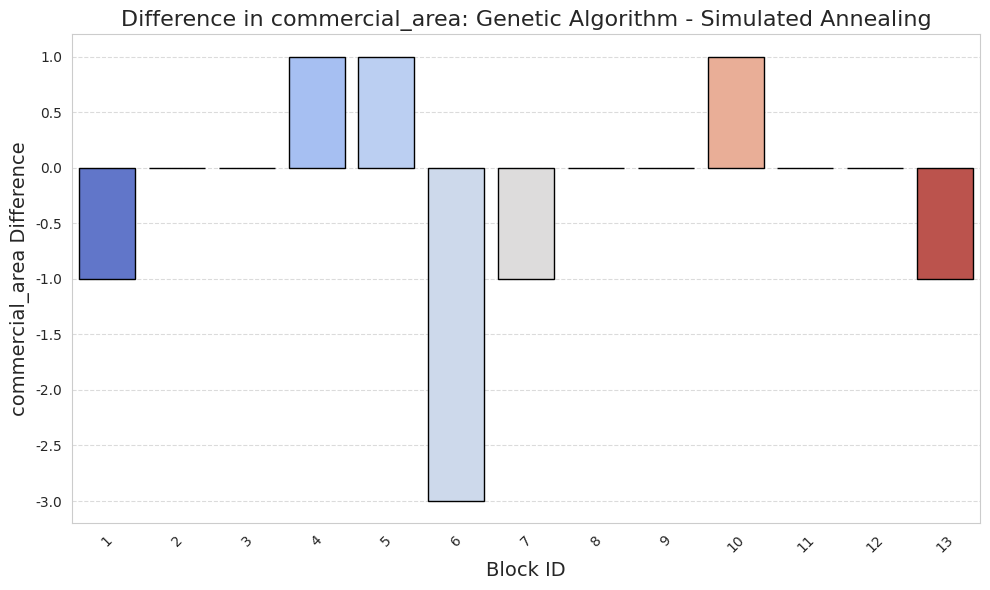 Difference in commercial_area: Genetic Algorithm - Simulated Annealing
commercial_area Difference
1.0
0.5
0.0
-0.5
-1.0
-1.5
-2.0
-2.5
-3.0
1 2 3 4 5 6 7 8 9 10 11 12 13
Block ID